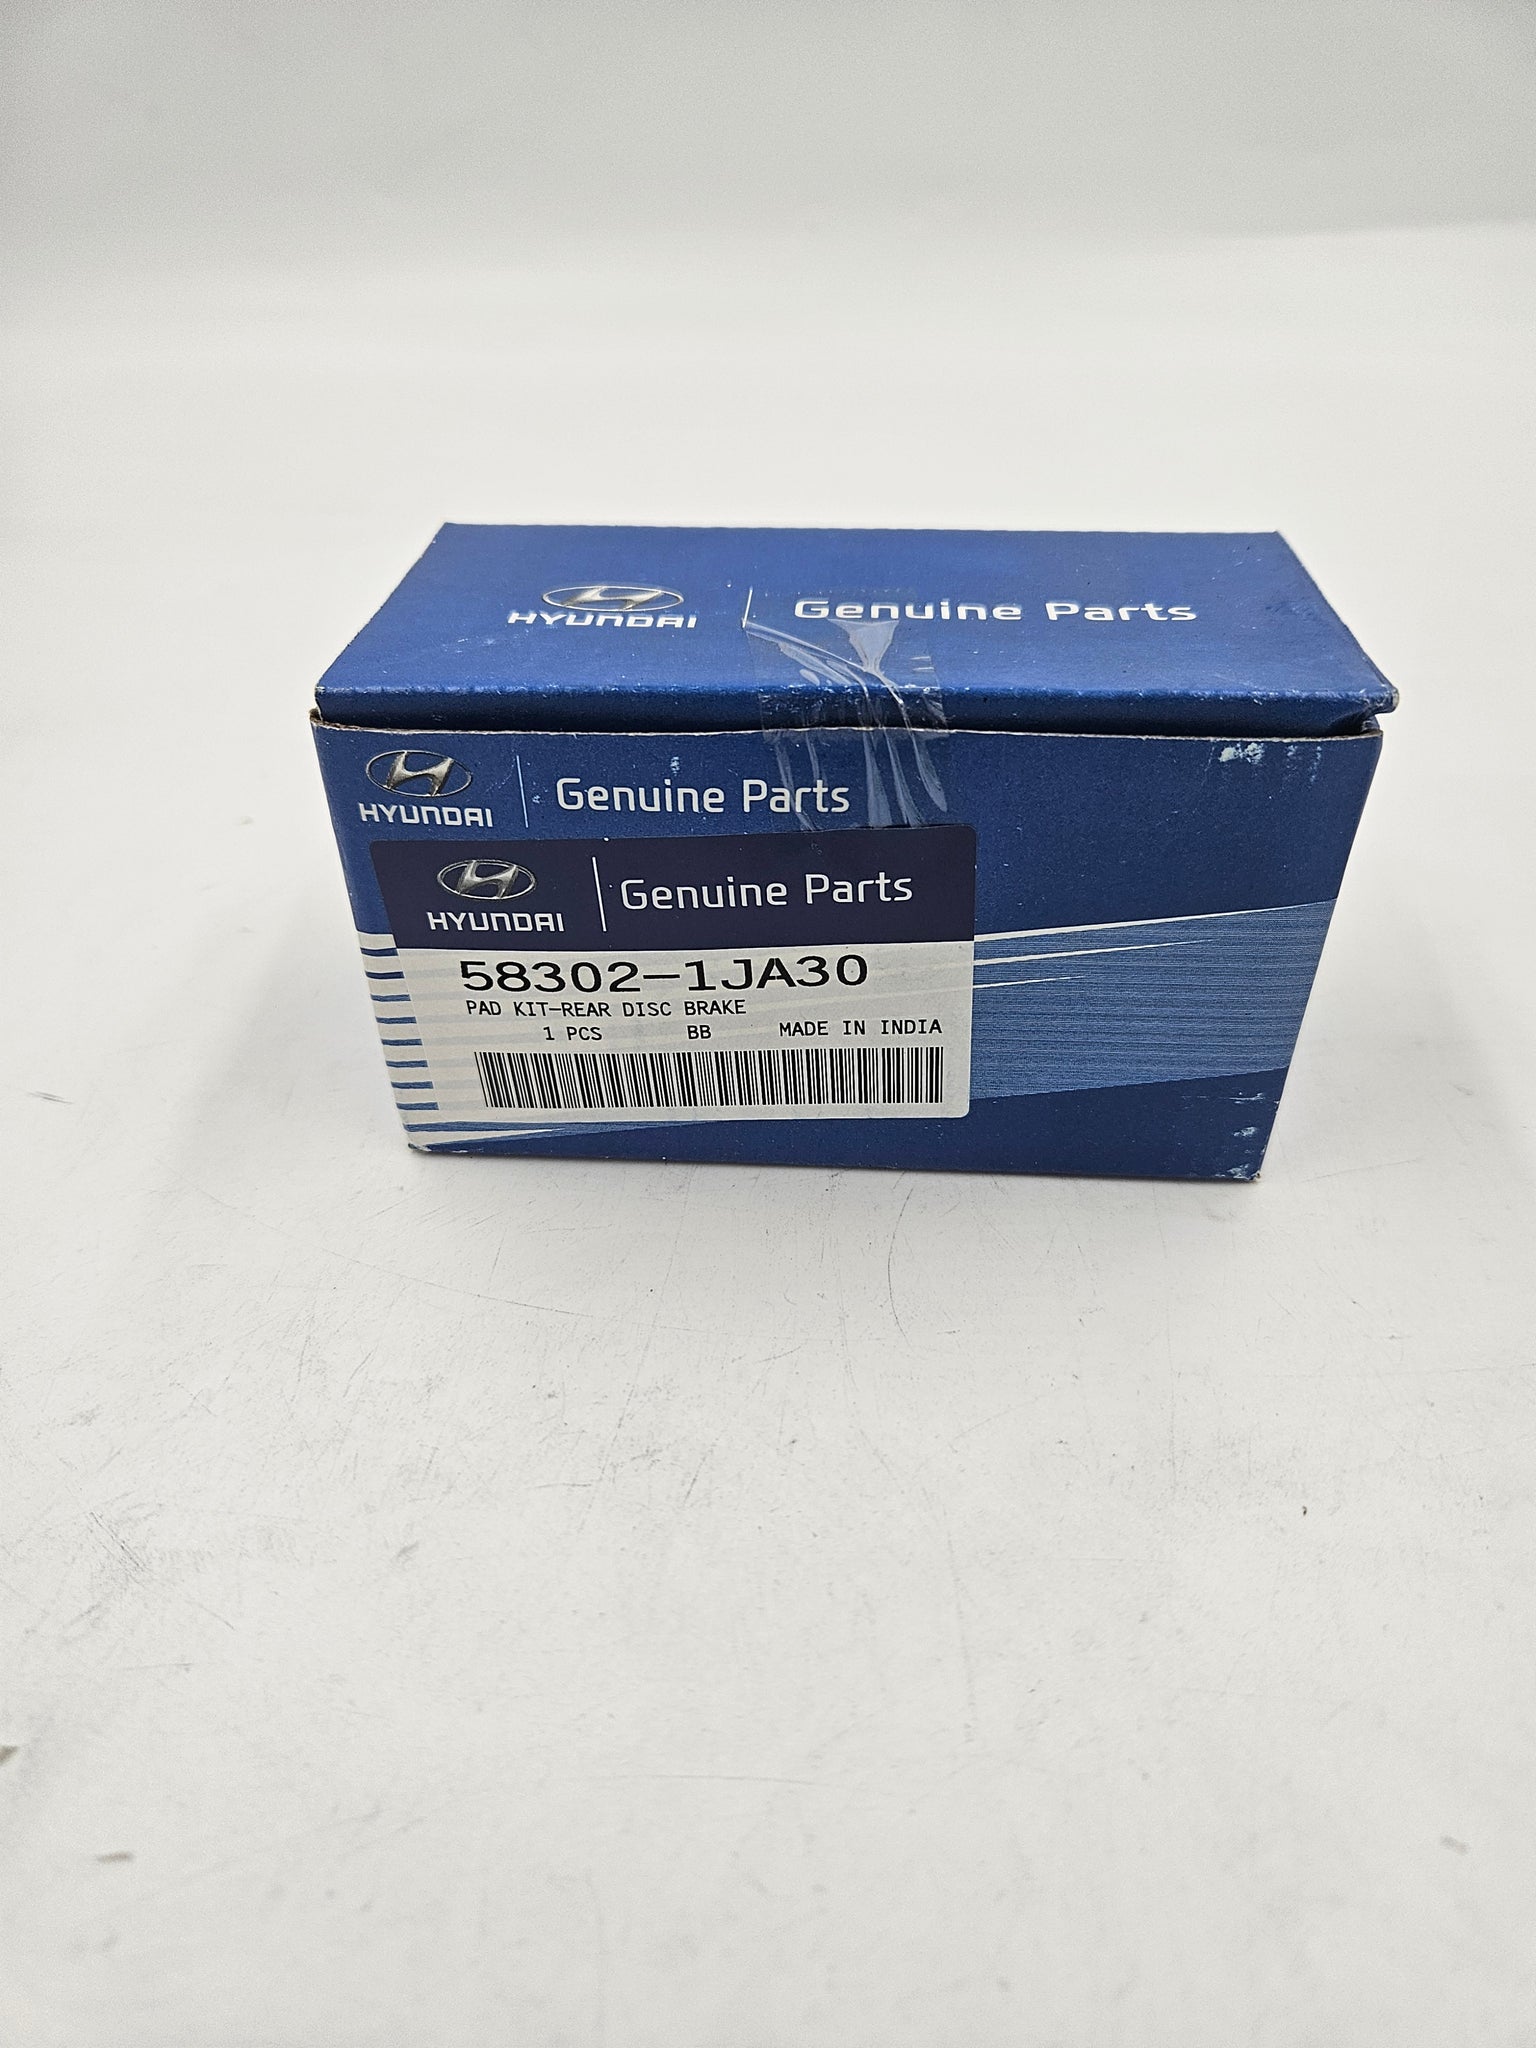 HYUNDAI Genuine Parts
HYUNDAI Genuine Parts
HYUNDAI Genuine Parts
58302-1JA30
PAD KIT-REAR DISC BRAKE
1 PCS BB MADE IN INDIA